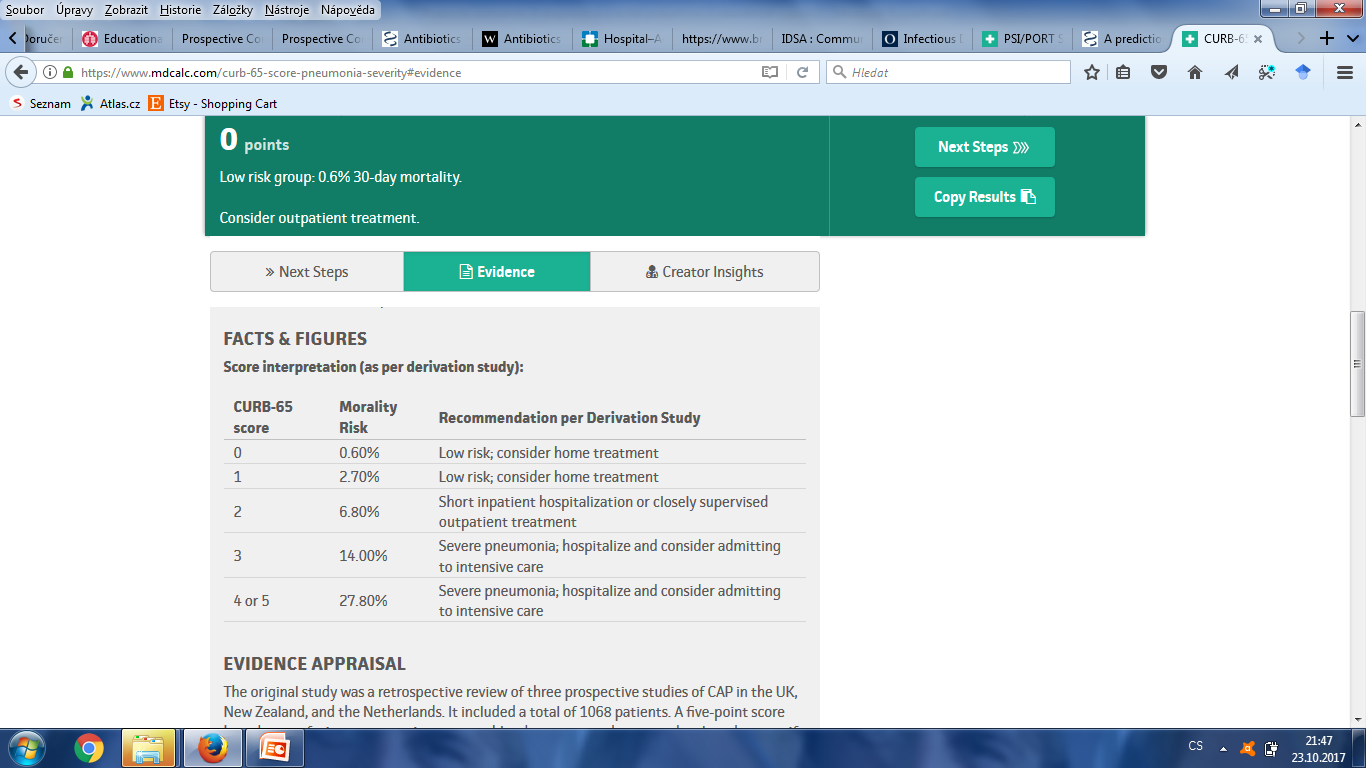 Soubor Úpravy Zobrazit Historie Záložky Nástroje Nápověda
Educationa Prospective Co Prospective Co Antibiotics Antibiotics Hospital–A https://www.br IDSA : Commu Infectious PSI/PORT S A predictio CURB-6
https://www.mdcalc.com/curb-65-score-pneumonia-severity#evidence Hledat
Seznam Atlas.cz Etsy - Shopping Cart
0 points
Low risk group: 0.6% 30-day mortality.
Consider outpatient treatment.
Next Steps
Copy Results
Next Steps Evidence Creator Insights
FACTS & FIGURES
Score interpretation (as per derivation study):
CURB-65 score Morality Risk Recommendation per Derivation Study
0 0.60% Low risk; consider home treatment
1 2.70% Low risk; consider home treatment
2 6.80% Short inpatient hospitalization or closely supervised
outpatient treatment
3 14.00% Severe pneumonia; hospitalize and consider admitting
to intensive care
4 or 5 27.80% Severe pneumonia; hospitalize and consider admitting
to intensive care
EVIDENCE APPRAISAL
The original study was a retrospective review of three prospective studies of CAP in the UK,
New Zealand, and the Netherlands. It included a total of 1068 patients. A five-point score
CS 21:47
23.10.2017